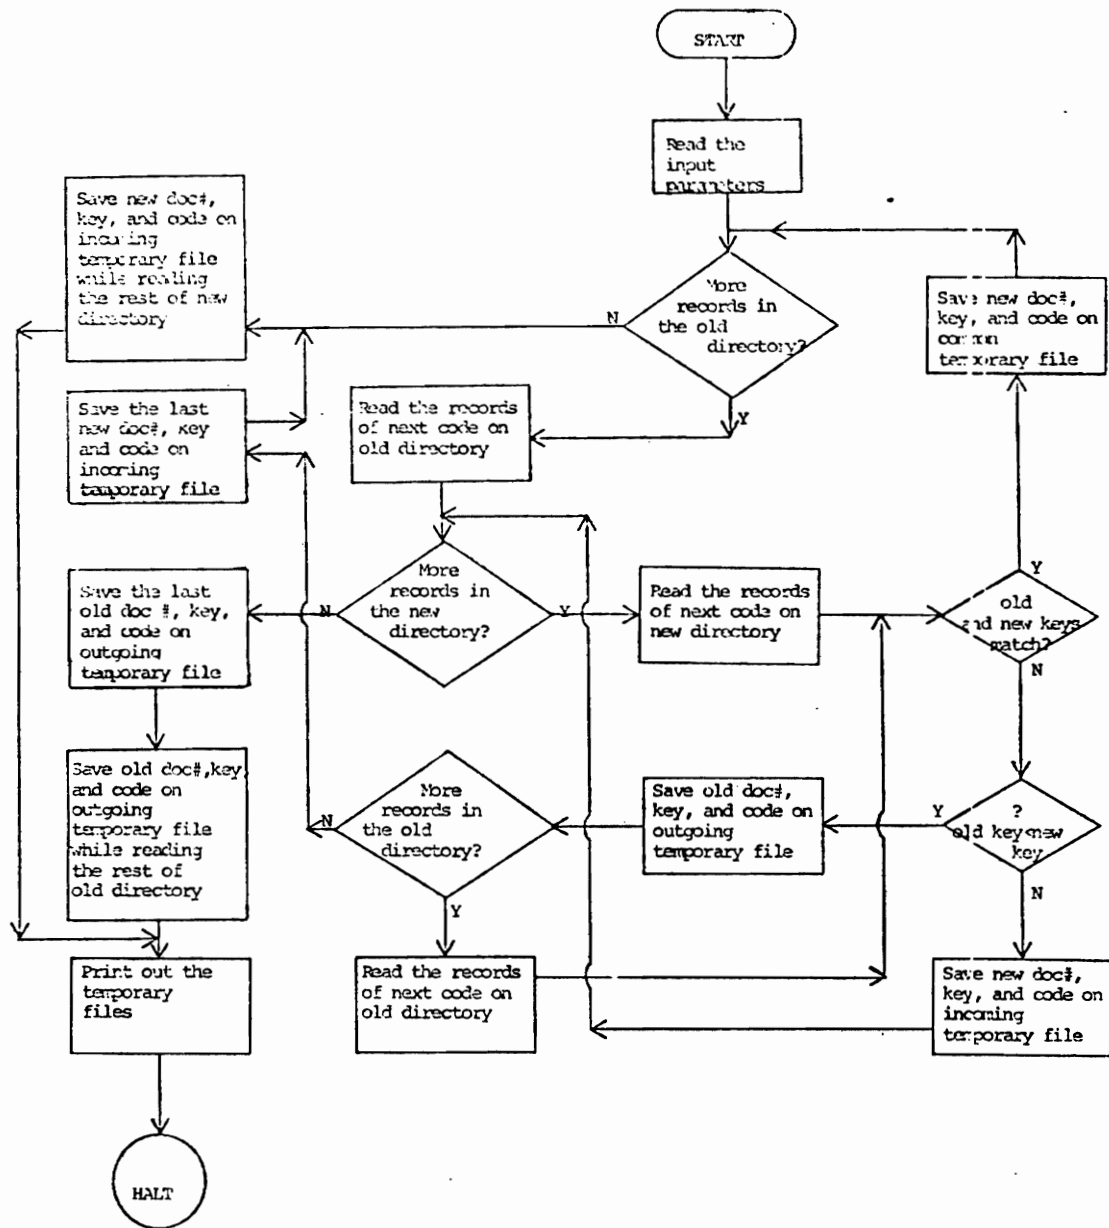 START
Read the
input
parameters
Save new doc#,
key, and code on
incoming
temporary file
while reading
the rest of new
directory
N
More
records in
the old
directory?
Save new doc#,
key, and code on
common
temporary file
Save the last
new doc#, key
and code on
incoming
temporary file
Read the records
of next code on
old directory
Y
Save the last
old doc #, key,
and code on
outgoing
temporary file
N
More
records in
the new
directory?
Y
Read the records
of next code on
new directory
Y
old
and new keys
match?
N
Save old doc#,key
and code on
outgoing
temporary file
while reading
the rest of
old directory
N
More
records in
the old
directory?
Y
Save old doc#,
key, and code on
outgoing
temporary file
Y
?
old key<new
key
N
Print out the
temporary
files
Read the records
of next code on
old directory
Save new doc#,
key, and code on
incoming
temporary file
HALT